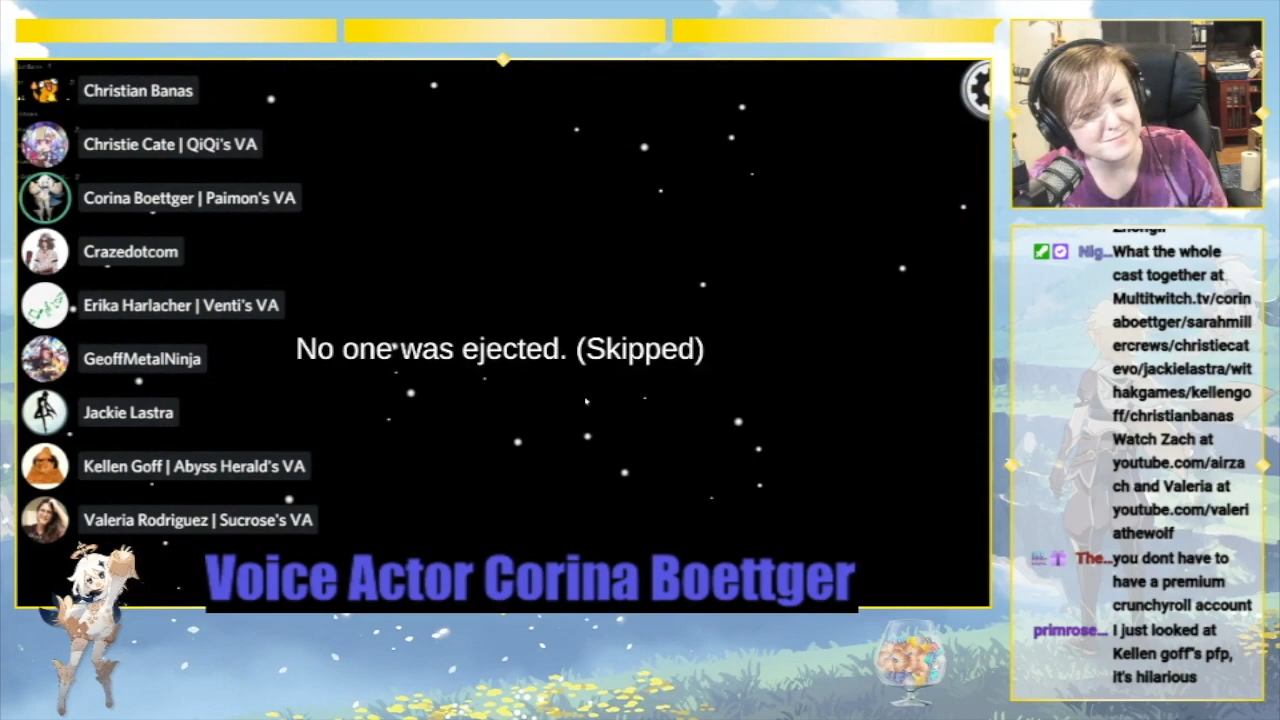 Christian Banas
Christie Cate | QiQi's VA
Corina Boettger | Paimon's VA
Crazedotcom
Erika Harlacher | Venti's VA
GeoffMetalNinja
Jackie Lastra
Kellen Goff | Abyss Herald's VA
Valeria Rodriguez | Sucrose's VA
No one was ejected. (Skipped)
Voice Actor Corina Boettger
Zhongli
Nig...What the whole
cast together at
Multitwitch.tv/corin
aboettger/sarahmill
ercrews/christiecat
evo/jackielastra/wit
hakgames/kellengo
ff/christianbanas
Watch Zach at
youtube.com/airza
ch and Valeria at
youtube.com/valeri
athewolf
The...you dont have to
have a premium
crunchyroll account
primrose... I just looked at
Kellen goff's pfp,
it's hilarious